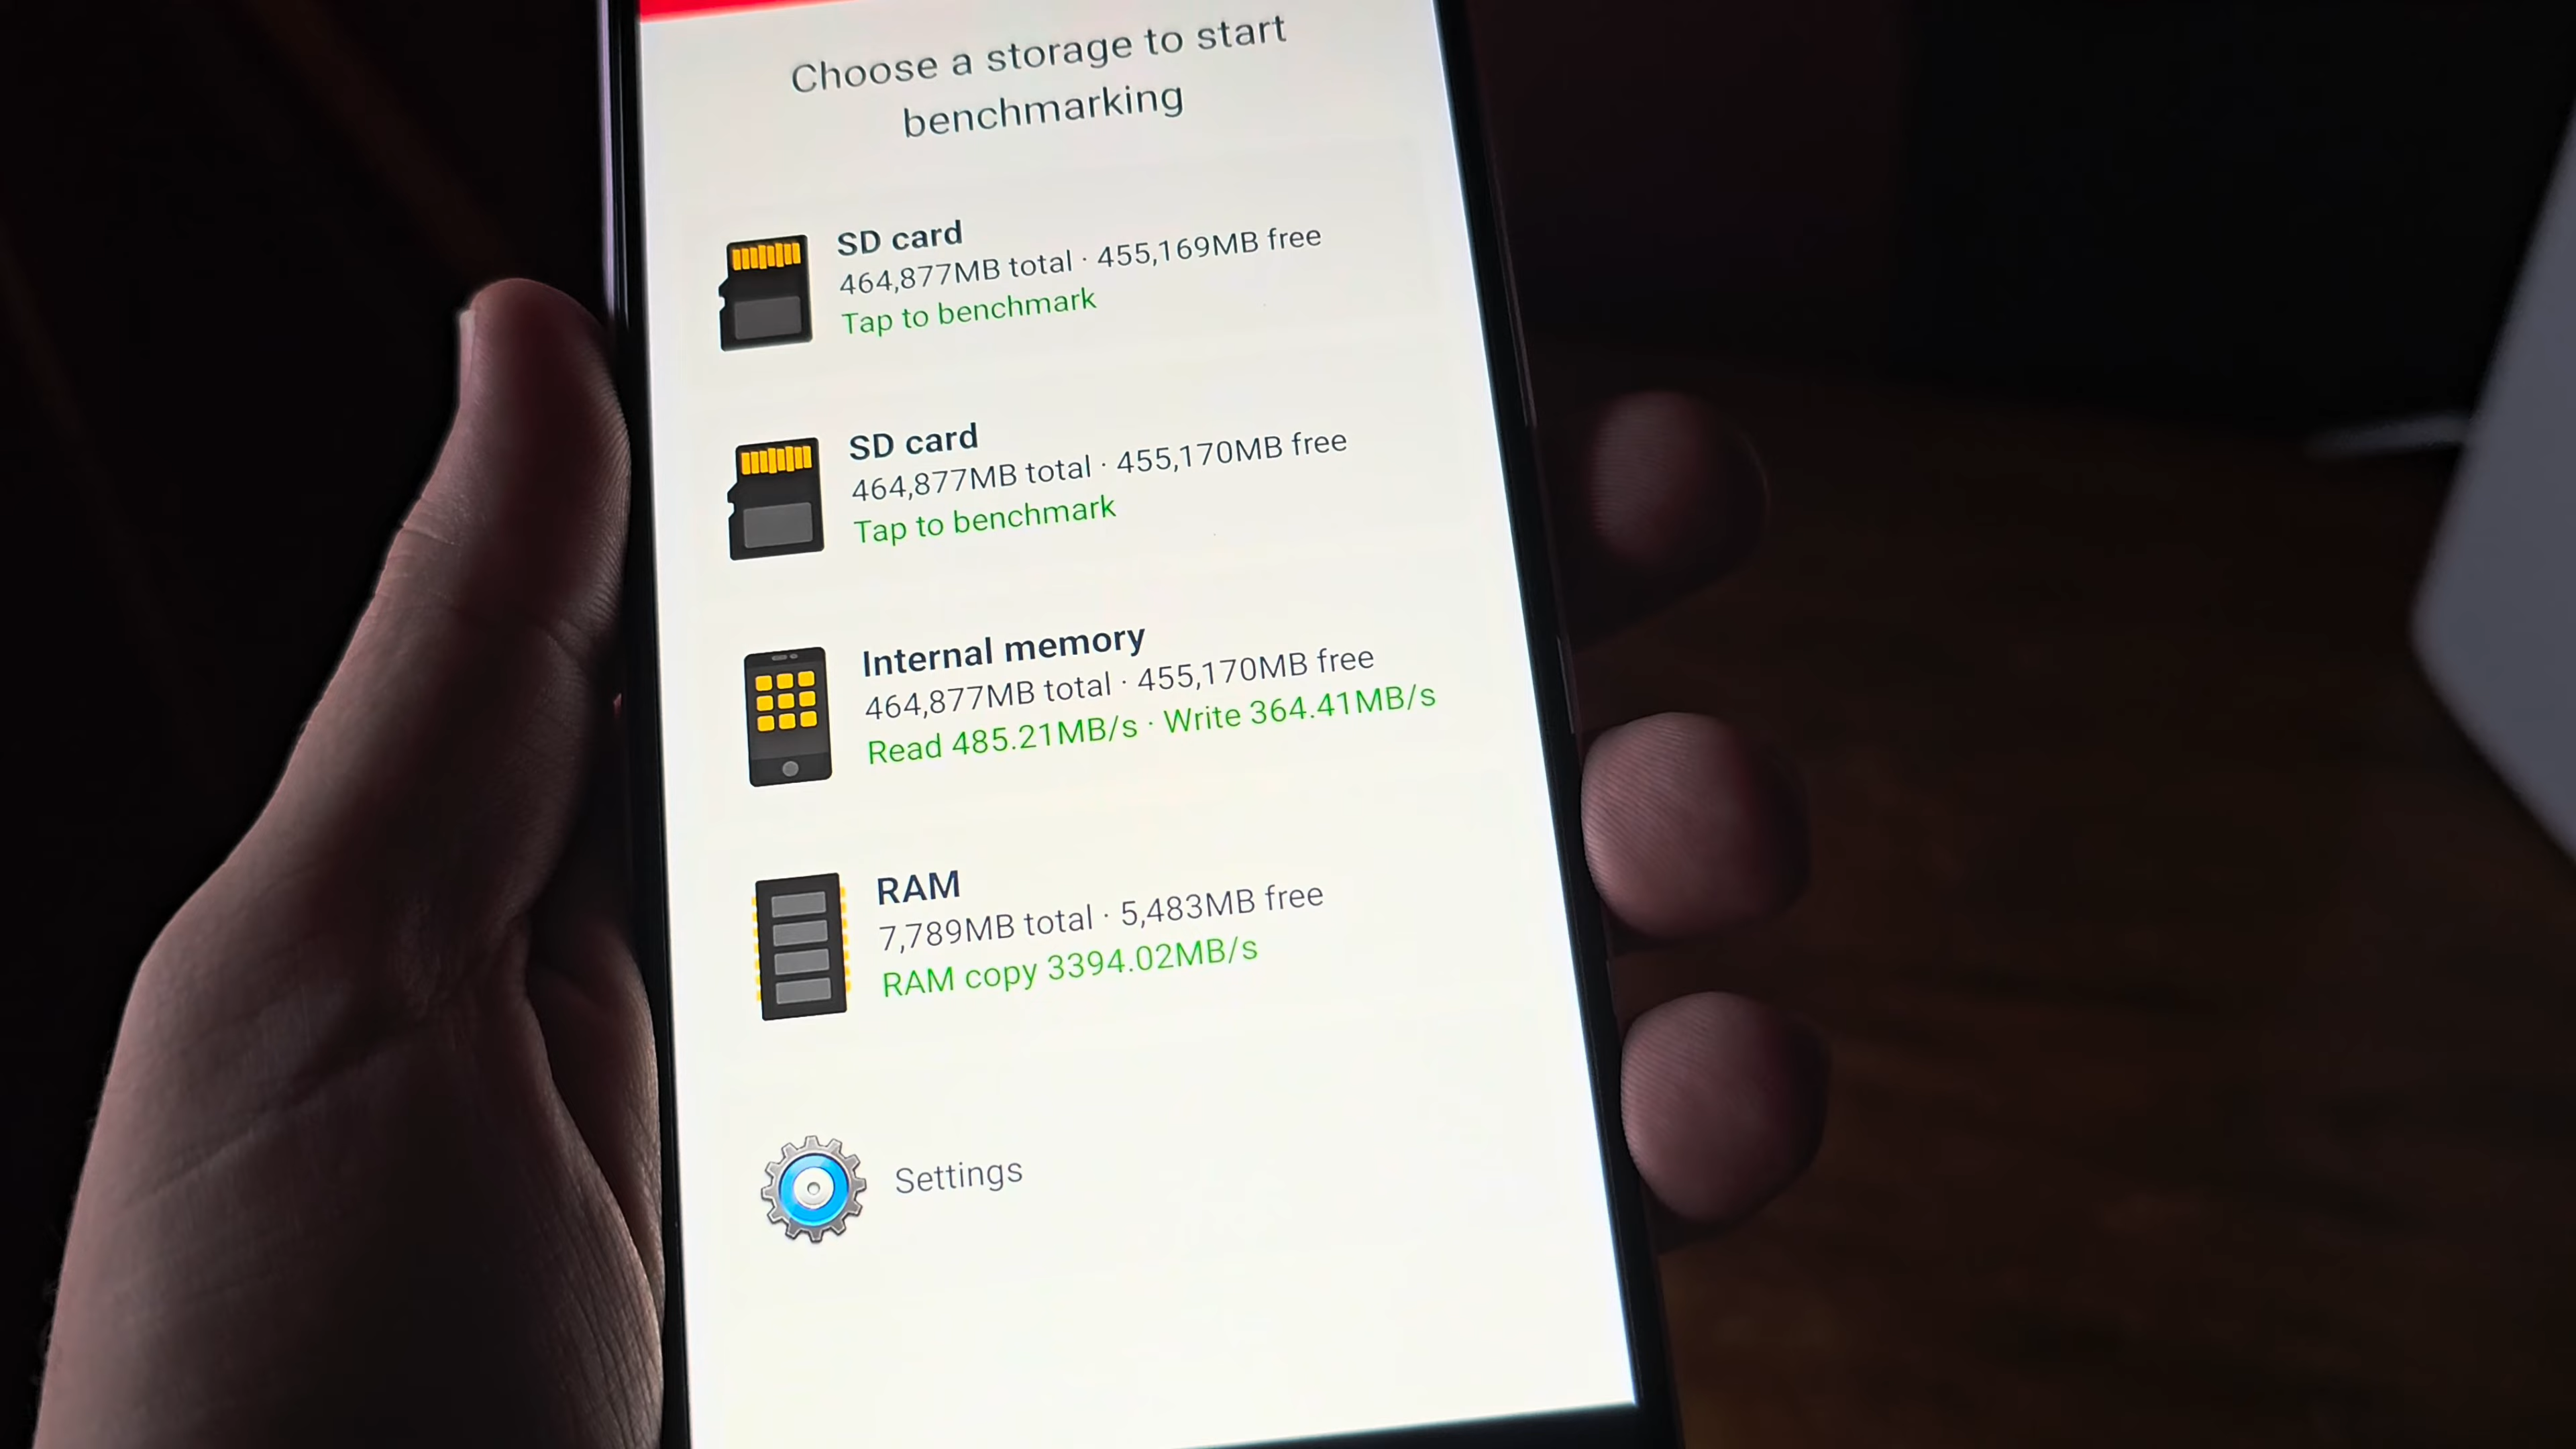 Choose a storage to start
benchmarking
SD card
464,877MB total · 455,169MB free
Tap to benchmark
SD card
464,877MB total · 455,170MB free
Tap to benchmark
Internal memory
464,877MB total · 455,170MB free
Read 485.21MB/s · Write 364.41MB/s
RAM
7,789MB total · 5,483MB free
RAM copy 3394.02MB/s
Settings